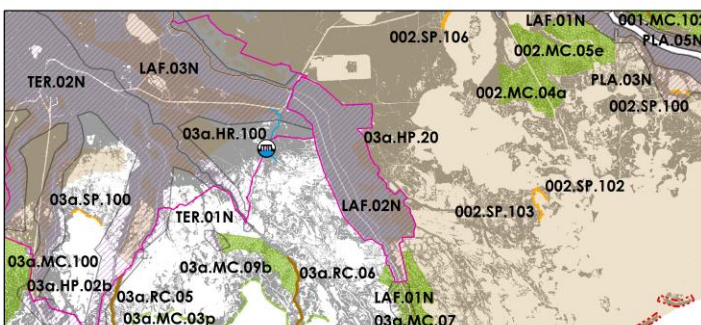 LAF.01N
001.MC.102
002.SP.106
002.MC.05e
PLA.05N
LAF.03N
TER.02N
PLA.03N
002.MC.04a
002.SP.100
03a.HR.100
03a.HP.20
03a.SP.100
002.SP.102
LAF.02N
TER.01N
002.SP.103
03a.MC.100
03a.MC.09b
03a.RC.06
03a.HP.02b
03a.RC.05
LAF.01N
03a.MC.03p
03a.MC.07